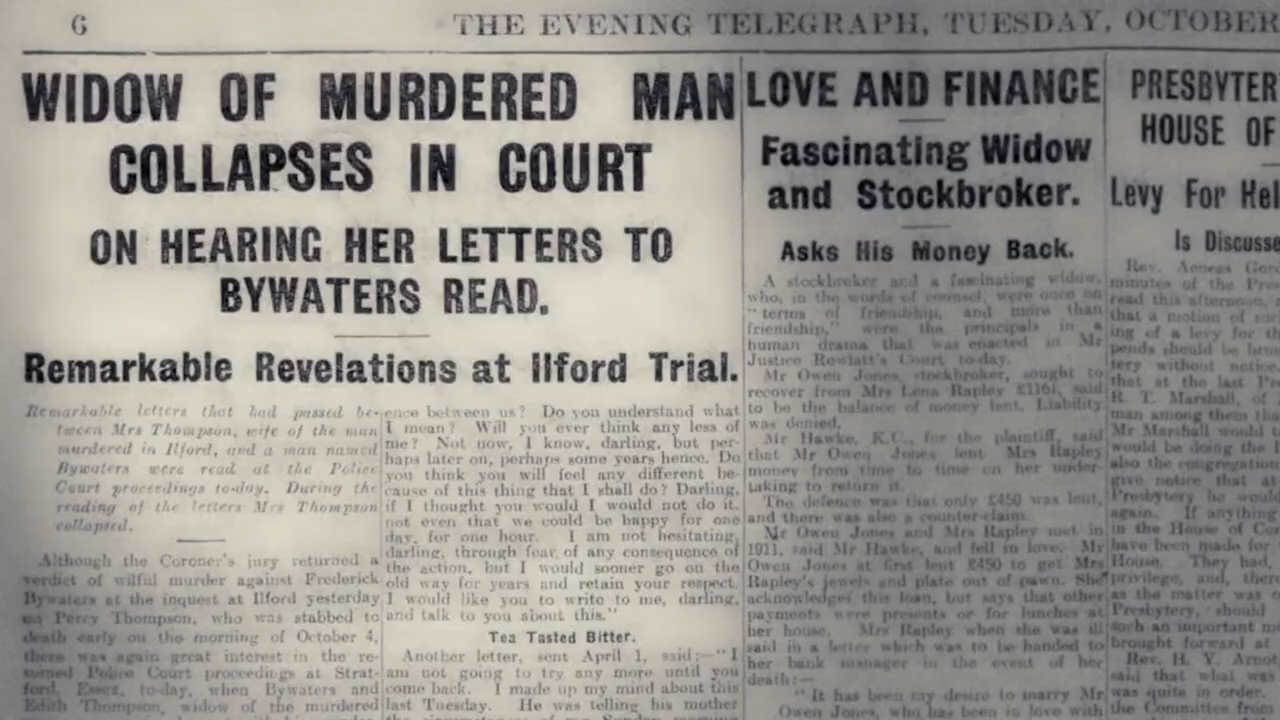 6
THE EVENING TELEGRAPH, TUESDAY, OCTOBER
WIDOW OF MURDERED MAN
COLLAPSES IN COURT
ON HEARING HER LETTERS TO
BYWATERS READ.
Remarkable Revelations at Ilford Trial.
Remarkable letters that had passed be-
tween Mrs Thompson, wife of the man
murdered in Ilford, and a man named
Bywaters were read at the Police
Court proceedings to-day. During the
reading of the letters Mrs Thompson
collapsed.
Although the Coroner's jury returned a
verdict of wilful murder against Frederick
Bywaters at the inquest at Ilford yesterday
on Percy Thompson, who was stabbed to
death early on the morning of October 4,
there was again great interest in the re-
sumed Police Court proceedings at Strat-
ford, Essex, to-day, when Bywaters and
Edith Thompson, widow of the murdered
ence between us? Do you understand what
I mean? Will you ever think any less of
me? Not now, I know, darling, but per-
haps later on, perhaps some years hence. Do
you think you will feel any different be-
cause of this thing that I shall do? Darling,
if I thought you would I would not do it,
not even that we could be happy for one
day, for one hour. I am not hesitating,
darling, through fear of any consequence of
the action, but I would sooner go on the
old way for years and retain your respect.
I would like you to write to me, darling,
and talk to you about this."
Tea Tasted Bitter.
Another letter, sent April 1, said:—"I
am not going to try any more until you
come back. I made up my mind about this
last Tuesday. He was telling his mother
LOVE AND FINANCE
Fascinating Widow
and Stockbroker.
Asks His Money Back.
A stockbroker and a fascinating widow,
who, in the words of counsel, were once on
"terms of friendship, and more than
friendship," were the principals in a
human drama that was enacted in Mr
Justice Rowlatt's Court to-day.
Mr Owen Jones, stockbroker, sought to
recover from Mrs Lena Rapley £1161, said
to be the balance of money lent. Liability
was denied.
Mr Hawke, K.C., for the plaintiff, said
that Mr Owen Jones lent Mrs Rapley
money from time to time on her under-
taking to return it.
The defence was that only £450 was lent,
and there was also a counter-claim.
Mr Owen Jones and Mrs Rapley met in
1911, said Mr Hawke, and fell in love. Mr
Owen Jones at first lent £450 to get Mrs
Rapley's jewels and plate out of pawn. She
acknowledges this loan, but says that other
payments were presents or for lunches at
her house. Mrs Rapley when she was ill
said in a letter which was to be handed to
her bank manager in the event of her
death:—
"It has been my desire to marry Mr
Owen Jones, who has been in love with
PRESBYTER
HOUSE OF
Levy For Hel
Is Discusse
Rev. Aeneas Gor
minutes of the Pres
read this afternoon,
that a motion of
ing of a levy for th
pends should be
tery without notice.
that at the last Pr
R. T. Marshall, of
man among them tha
Mr Marshall would
would be doing the
also the congregation
give notice that at
Presbytery he would
again. If anything
in the House of Co
have been made for
House. They had,
privilege, and, there
as the matter was
Presbytery, should
such an important
brought forward at
Rev. H. Y. Arnot
said that what was
was quite in order.
the Committee from